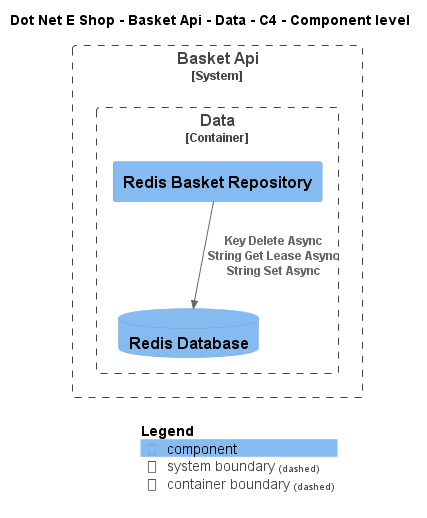 Dot Net E Shop - Basket Api - Data - C4 - Component level
Basket Api
[System]
Data
[Container]
Redis Basket Repository
Key Delete Async
String Get Lease Async
String Set Async
Redis Database
Legend
component
system boundary (dashed)
container boundary (dashed)